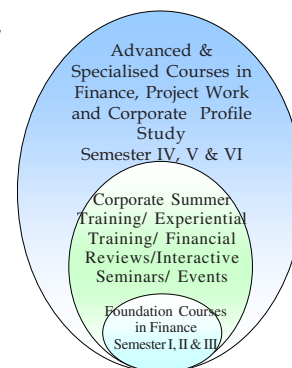 Advanced &
Specialised Courses in
Finance, Project Work
and Corporate Profile
Study
Semester IV, V & VI
Corporate Summer
Training/ Experiential
Training/ Financial
Reviews/Interactive
Seminars/ Events
Foundation Courses
in Finance
Semester I, II & III